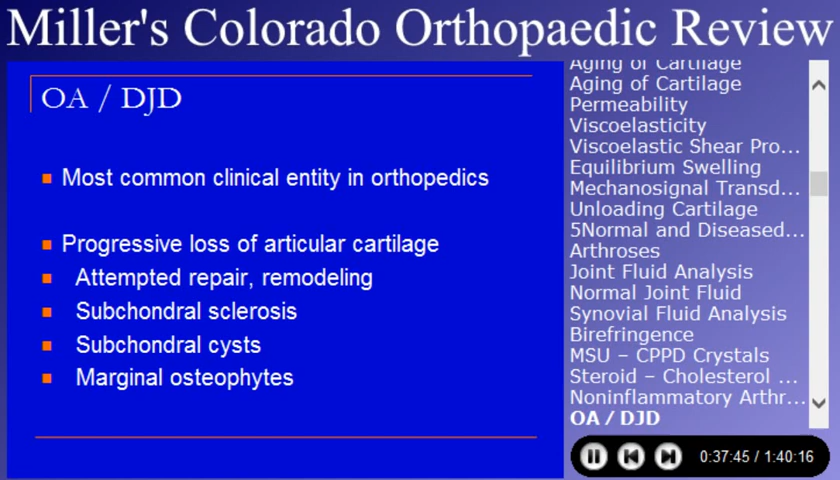 Miller's Colorado Orthopaedic Review
OA / DJD
Most common clinical entity in orthopedics
Progressive loss of articular cartilage
Attempted repair, remodeling
Subchondral sclerosis
Subchondral cysts
Marginal osteophytes
Aging of Cartilage
Aging of Cartilage
Permeability
Viscoelasticity
Viscoelastic Shear Pro...
Equilibrium Swelling
Mechanosignal Transd...
Unloading Cartilage
5Normal and Diseased...
Arthroses
Joint Fluid Analysis
Normal Joint Fluid
Synovial Fluid Analysis
Birefringence
MSU – CPPD Crystals
Steroid – Cholesterol ...
Noninflammatory Arthr...
OA / DJD
0:37:45 / 1:40:16